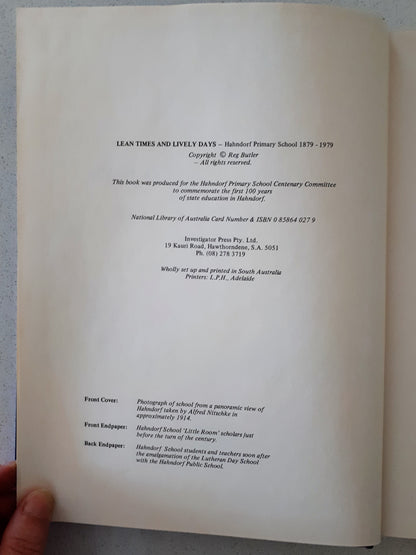 LEAN TIMES AND LIVELY DAYS – Hahndorf Primary School 1879 - 1979
Copyright © Reg Butler
– All rights reserved.
This book was produced for the Hahndorf Primary School Centenary Committee
to commemorate the first 100 years
of state education in Hahndorf.
National Library of Australia Card Number & ISBN 0 85864 027 9
Investigator Press Pty. Ltd.
19 Kauri Road, Hawthorndene, S.A. 5051
Ph. (08) 278 3719
Wholly set up and printed in South Australia
Printers: L.P.H., Adelaide
Front Cover: Photograph of school from a panoramic view of
Hahndorf taken by Alfred Nitschke in
approximately 1914.
Front Endpaper: Hahndorf School 'Little Room' scholars just
before the turn of the century.
Back Endpaper: Hahndorf School students and teachers soon after
the amalgamation of the Lutheran Day School
with the Hahndorf Public School.